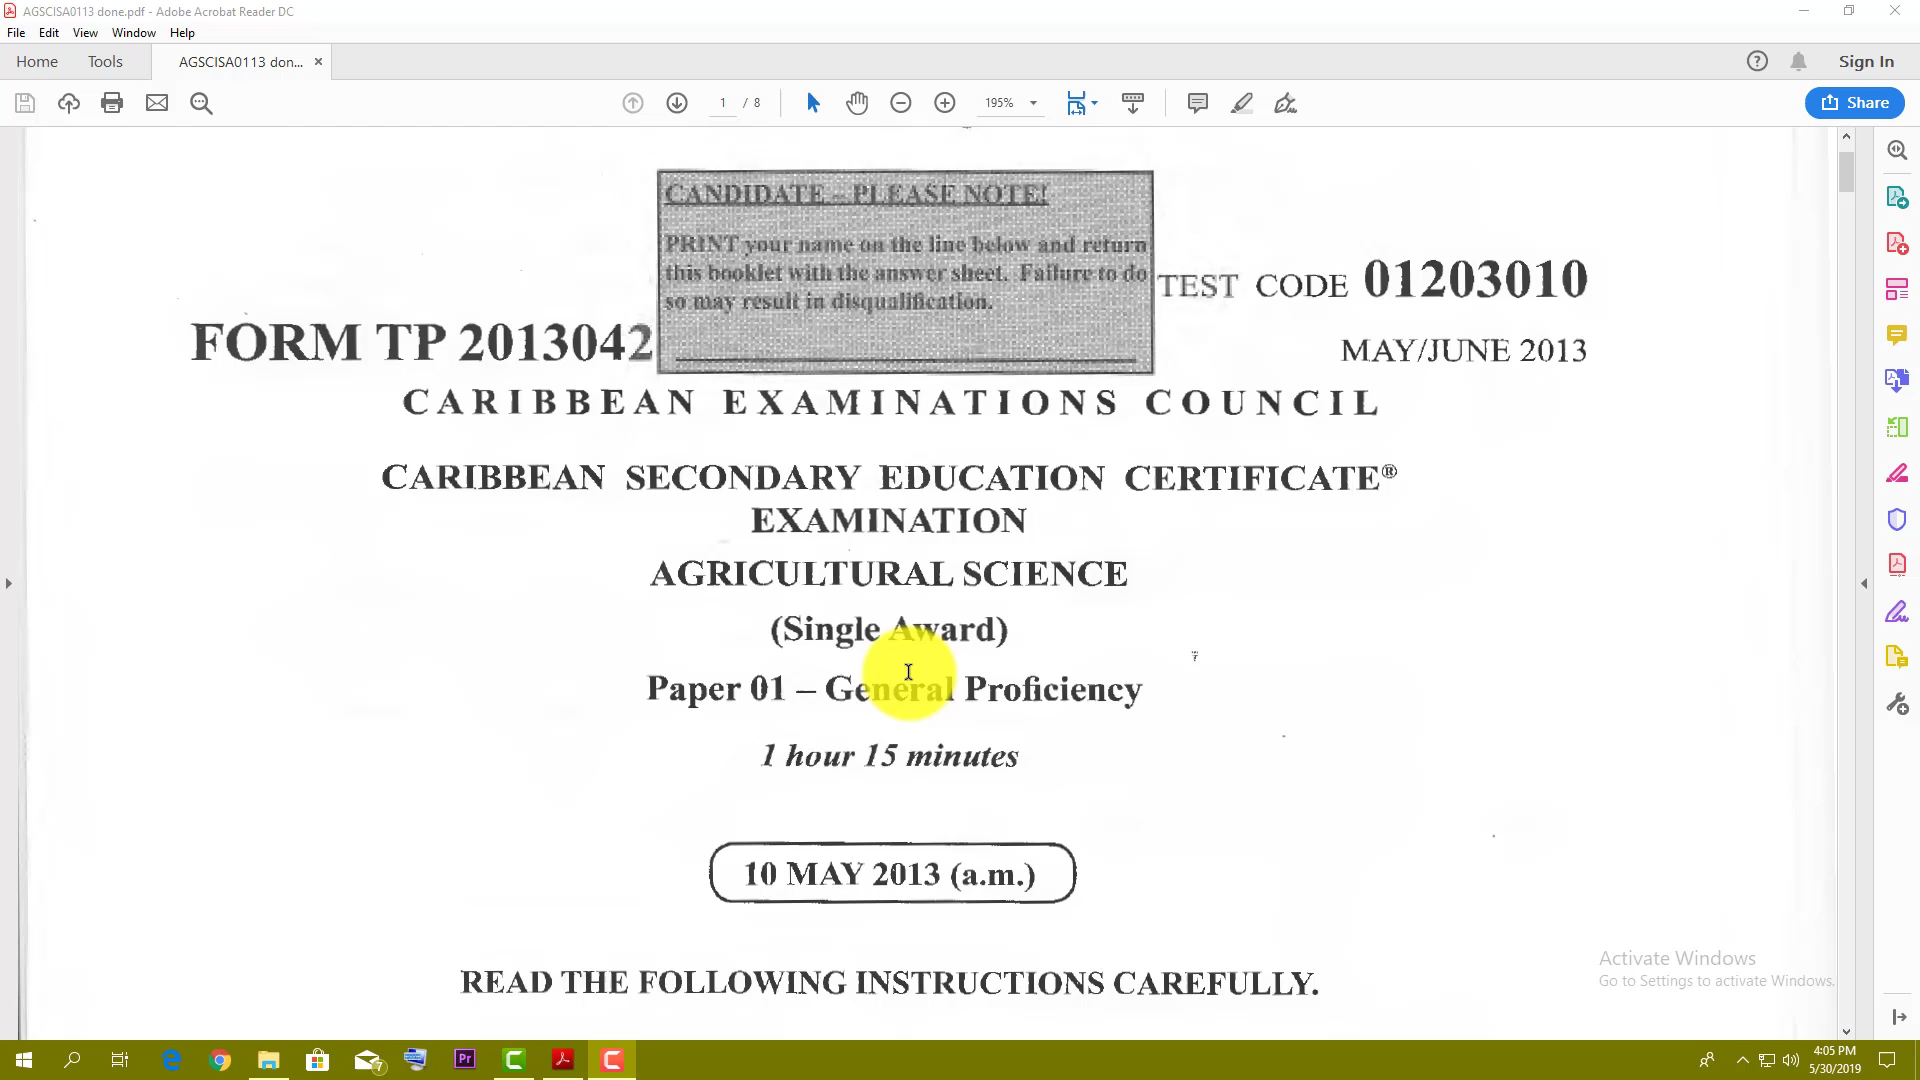 AGSCISA0113 done.pdf - Adobe Acrobat Reader DC
File Edit View Window Help
Home Tools AGSCISA0113 don... × Sign In
1 / 8 195% Share
CANDIDATE – PLEASE NOTE!
PRINT your name on the line below and return
this booklet with the answer sheet. Failure to do
so may result in disqualification.
TEST CODE 01203010
FORM TP 2013042
MAY/JUNE 2013
CARIBBEAN EXAMINATIONS COUNCIL
CARIBBEAN SECONDARY EDUCATION CERTIFICATE®
EXAMINATION
AGRICULTURAL SCIENCE
(Single Award)
Paper 01 – General Proficiency
1 hour 15 minutes
10 MAY 2013 (a.m.)
READ THE FOLLOWING INSTRUCTIONS CAREFULLY.
Activate Windows
Go to Settings to activate Windows.
7
Pr
4:05 PM
5/30/2019